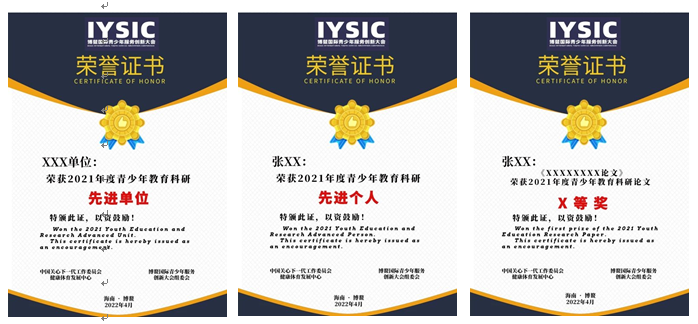 IYSIC
博鳌国际青少年服务创新大会
荣誉证书
CERTIFICATE OF HONOR
XXX单位：
荣获2021年度青少年教育科研
先进单位
特颁此证，以资鼓励！
Won the 2021 Youth Education and
Research Advanced Unit.
This certificate is hereby issued as
an encouragement.
中国关心下一代工作委员会
健康体育发展中心
博鳌国际青少年服务
创新大会组委会
海南 · 博鳌
2022年4月
IYSIC
博鳌国际青少年服务创新大会
荣誉证书
CERTIFICATE OF HONOR
张XX：
荣获2021年度青少年教育科研
先进个人
特颁此证，以资鼓励！
Won the 2021 Youth Education and
Research Advanced Person.
This certificate is hereby issued as
an encouragement.
中国关心下一代工作委员会
健康体育发展中心
博鳌国际青少年服务
创新大会组委会
海南 · 博鳌
2022年4月
IYSIC
博鳌国际青少年服务创新大会
荣誉证书
CERTIFICATE OF HONOR
张XX：
《XXXXXXXX论文》
荣获2021年度青少年教育科研论文
X 等 奖
特颁此证，以资鼓励！
Won the first prize of the 2021 Youth
Education Research Paper.
This certificate is hereby issued as
an encouragement.
中国关心下一代工作委员会
健康体育发展中心
博鳌国际青少年服务
创新大会组委会
海南 · 博鳌
2022年4月